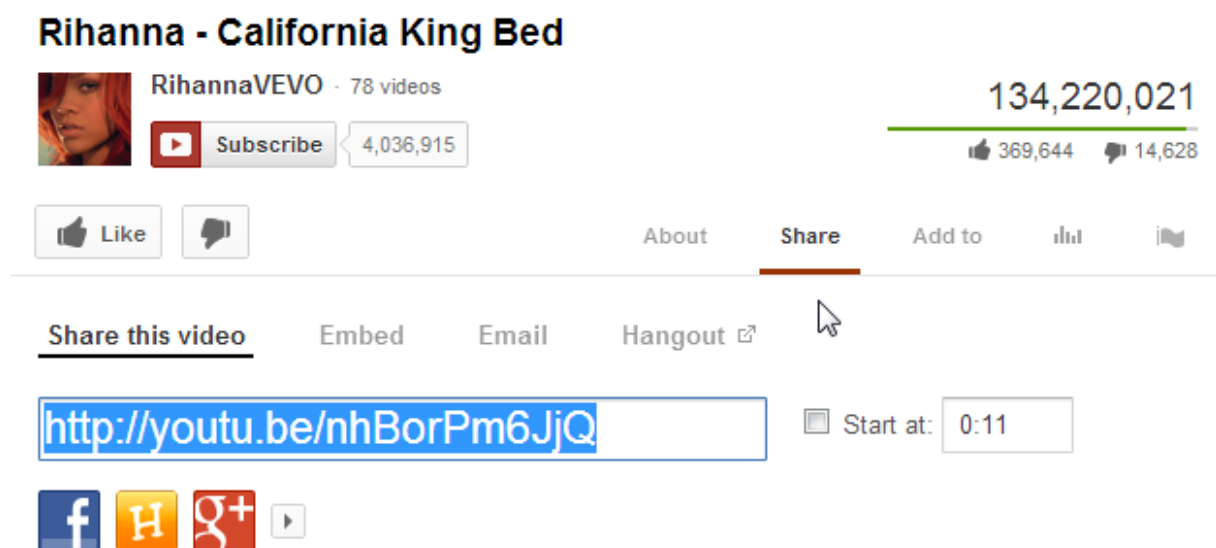 Rihanna - California King Bed
RihannaVEVO · 78 videos
134,220,021
Subscribe 4,036,915
369,644 14,628
Like
About Share Add to
Share this video Embed Email Hangout
http://youtu.be/nhBorPm6JjQ
Start at: 0:11
f H g+